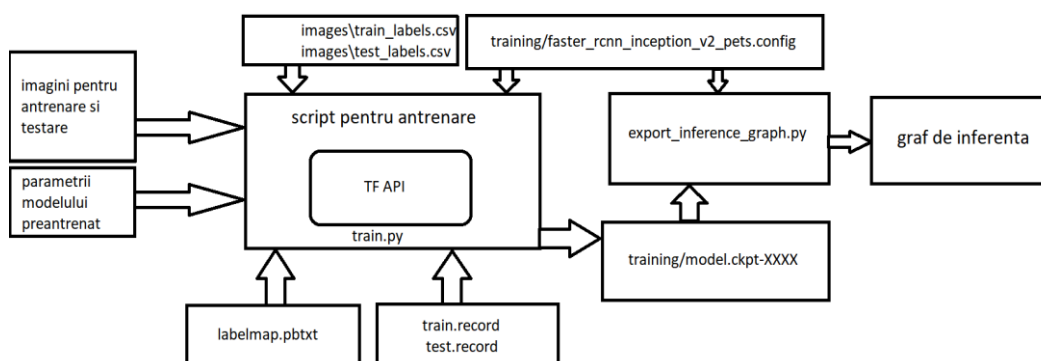 images\train_labels.csv
images\test_labels.csv
training/faster_rcnn_inception_v2_pets.config
imagini pentru
antrenare si
testare
script pentru antrenare
TF API
train.py
export_inference_graph.py
graf de inferenta
parametrii
modelului
preantrenat
training/model.ckpt-XXXX
labelmap.pbtxt
train.record
test.record